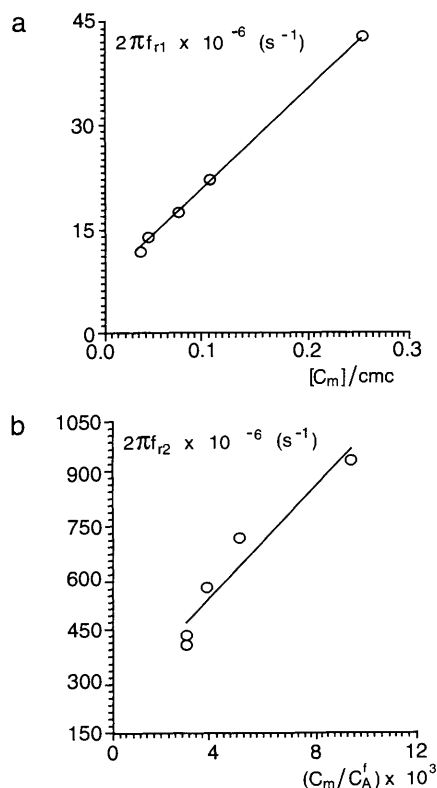 a
2πf_r1 x 10^-6 (s^-1)
45
30
15
0
0.0 0.1 0.2 0.3
[C_m]/cmc
b
2πf_r2 x 10^-6 (s^-1)
1050
900
750
600
450
300
150
0 4 8 12
(C_m/C_A^f) x 10^3